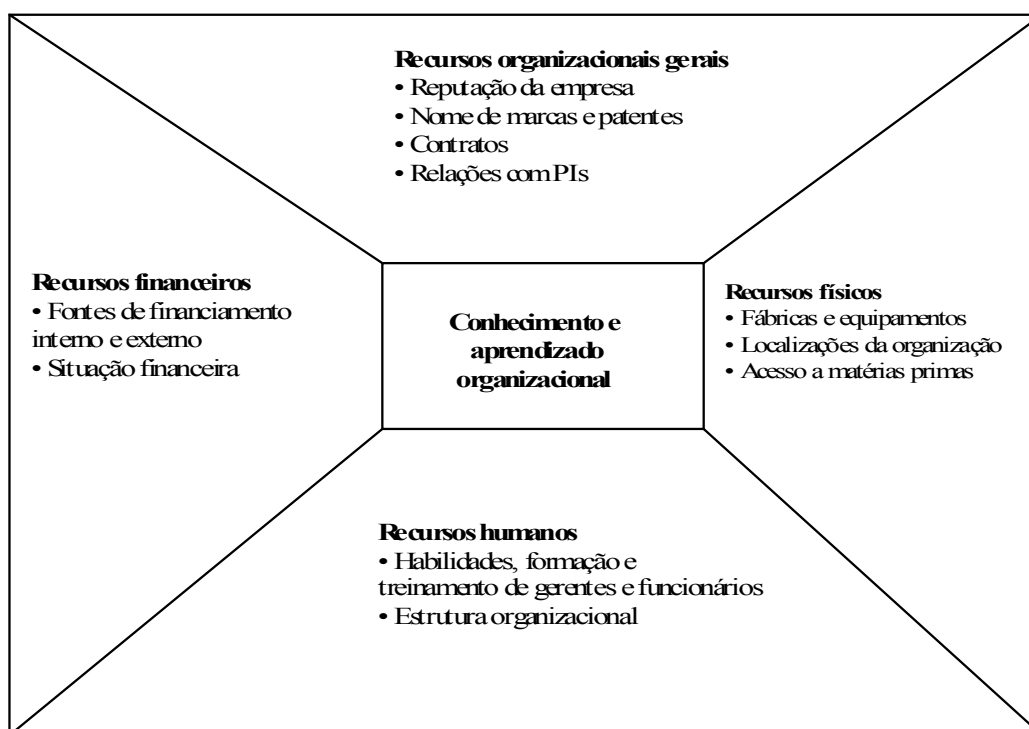 Recursos organizacionais gerais
• Reputação da empresa
• Nome de marcas e patentes
• Contratos
• Relações com PIs
Recursos financeiros
• Fontes de financiamento
interno e externo
• Situação financeira
Conhecimento e
aprendizado
organizacional
Recursos físicos
• Fábricas e equipamentos
• Localizações da organização
• Acesso a matérias primas
Recursos humanos
• Habilidades, formação e
treinamento de gerentes e funcionários
• Estrutura organizacional